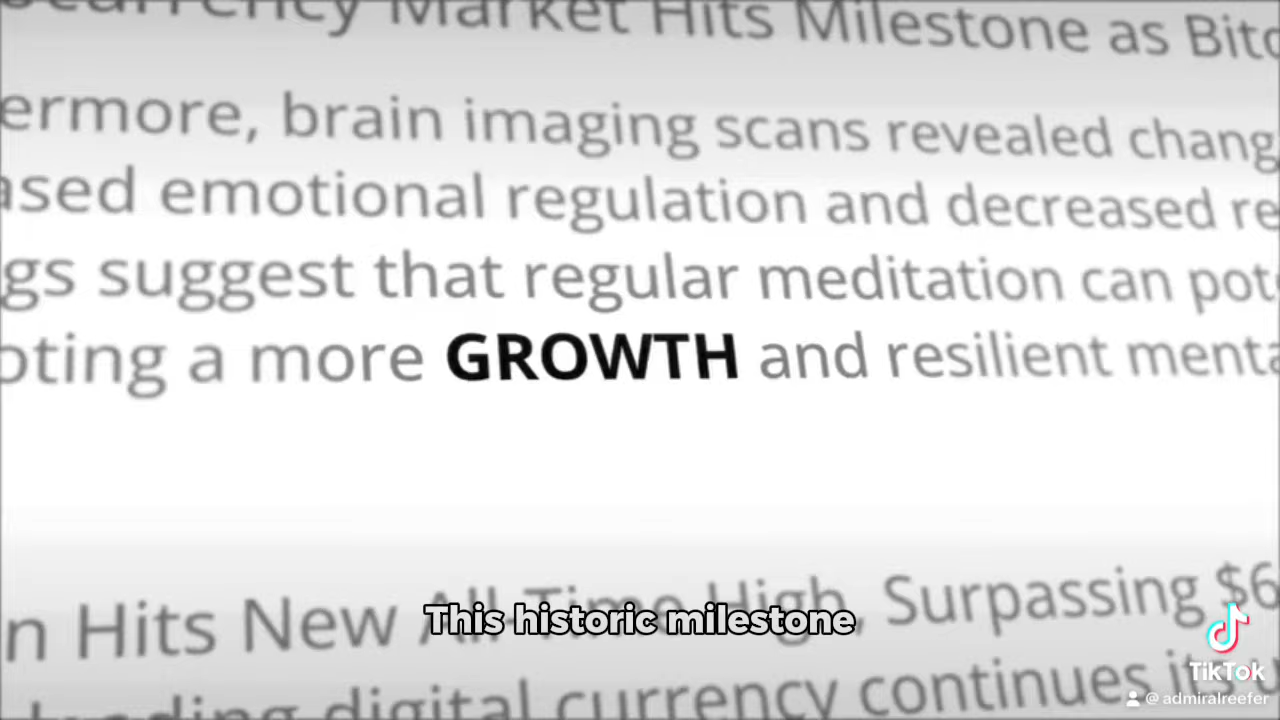 Market Hits Milestone as
ermore, brain imaging scans revealed chang
ased emotional regulation and decreased re
gs suggest that regular meditation can pot
oting a more GROWTH and resilient menta
n Hits New All-Time High, Surpassing $6
This historic milestone
digital currency continues
TikTok
@admiralreefer